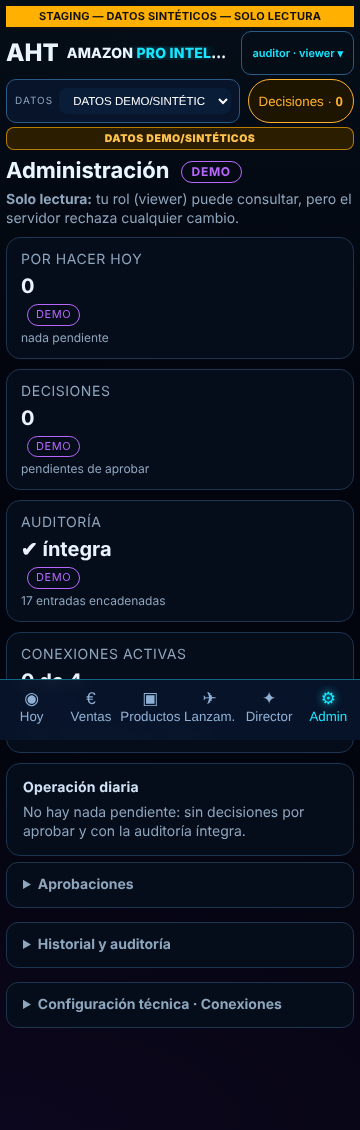 STAGING — DATOS SINTÉTICOS — SOLO LECTURA
AHT AMAZON PRO INTEL... auditor · viewer ▾
DATOS DATOS DEMO/SINTÉTIC Decisiones · 0
DATOS DEMO/SINTÉTICOS
Administración DEMO
Solo lectura: tu rol (viewer) puede consultar, pero el
servidor rechaza cualquier cambio.
POR HACER HOY
0
DEMO
nada pendiente
DECISIONES
0
DEMO
pendientes de aprobar
AUDITORÍA
✔ íntegra
DEMO
17 entradas encadenadas
CONEXIONES ACTIVAS
0 de 4
Hoy Ventas Productos Lanzam. Director Admin
Operación diaria
No hay nada pendiente: sin decisiones por
aprobar y con la auditoría íntegra.
▶ Aprobaciones
▶ Historial y auditoría
▶ Configuración técnica · Conexiones